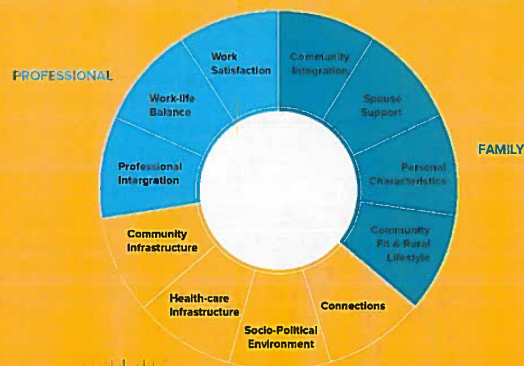 PROFESSIONAL
Work
Satisfaction
Community
Integration
Work-life
Balance
Spouse
Support
FAMILY
Professional
Intergration
Personal
Characteristics
Community
Infrastructure
Community
Fit & Rural
Lifestyle
Health-care
Infrastructure
Connections
Socio-Political
Environment